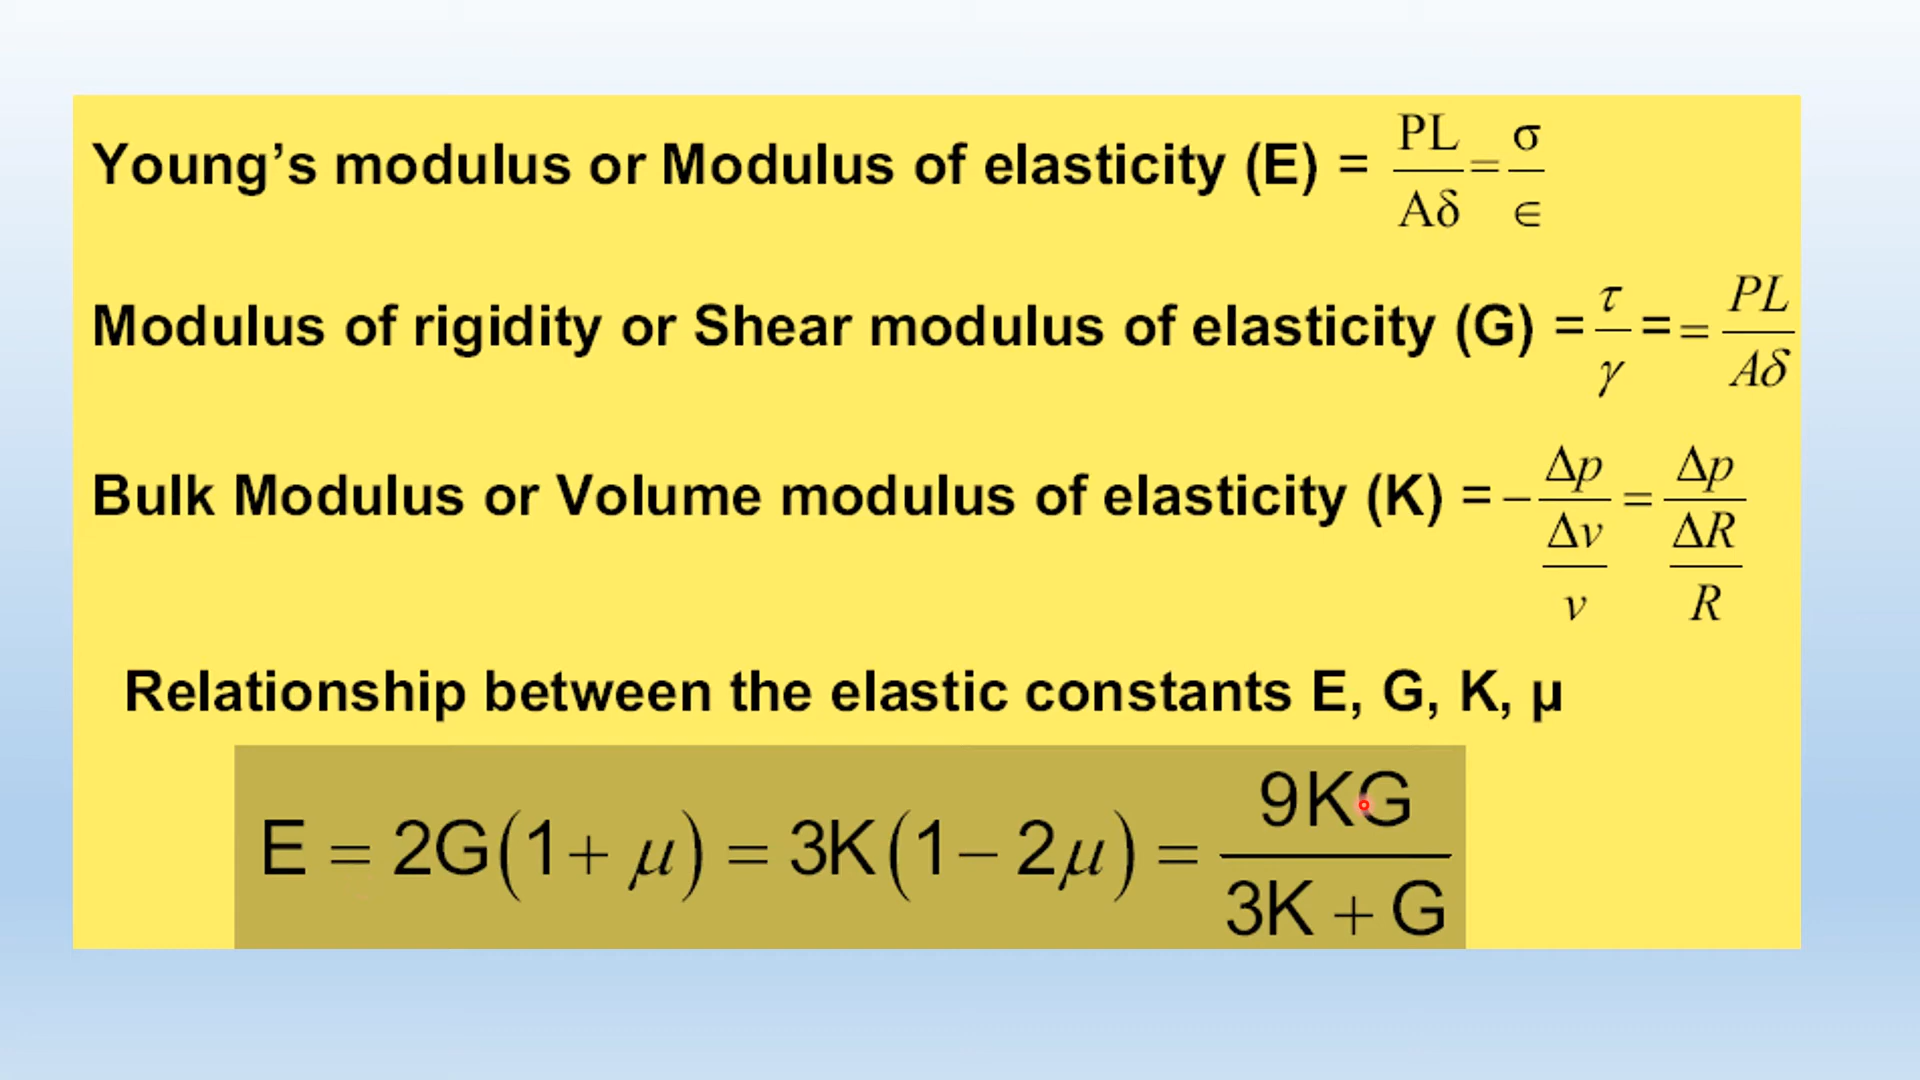 Young’s modulus or Modulus of elasticity (E) = PL/Aδ = σ/∈
Modulus of rigidity or Shear modulus of elasticity (G) = τ/γ = = PL/Aδ
Bulk Modulus or Volume modulus of elasticity (K) = − Δp/(Δv/v) = Δp/(ΔR/R)
Relationship between the elastic constants E, G, K, µ
E = 2G(1+ μ) = 3K(1− 2μ) = 9KG/(3K + G)